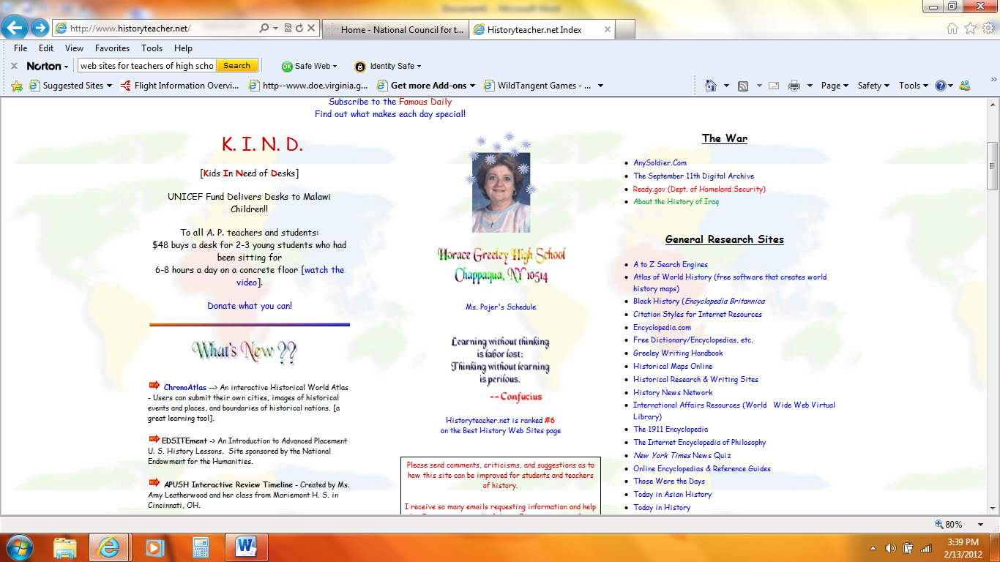 Document1 - Microsoft Word
http://www.historyteacher.net/
Home - National Council for t...
Historyteacher.net Index
File Edit View Favorites Tools Help
Norton
web sites for teachers of high scho
Search
OK Safe Web
Identity Safe
Suggested Sites
Flight Information Overvi...
http--www.doe.virginia.g...
Get more Add-ons
WildTangent Games - ...
Page Safety Tools
Subscribe to the Famous Daily
Find out what makes each day special!
K. I. N. D.
[Kids In Need of Desks]
UNICEF Fund Delivers Desks to Malawi
Children!!
To all A. P. teachers and students:
$48 buys a desk for 2-3 young students who had
been sitting for
6-8 hours a day on a concrete floor [watch the
video].
Donate what you can!
What's New ??
NEW ChronoAtlas --> An interactive Historical World Atlas
- Users can submit their own cities, images of historical
events and places, and boundaries of historical nations. [a
great learning tool].
NEW EDSITEment -> An Introduction to Advanced Placement
U. S. History Lessons. Site sponsored by the National
Endowment for the Humanities.
NEW APUSH Interactive Review Timeline - Created by Ms.
Amy Leatherwood and her class from Mariemont H. S. in
Cincinnati, OH.
Horace Greeley High School
Chappaqua, NY 10514
Ms. Pojer's Schedule
Learning without thinking
is labor lost;
Thinking without learning
is perilous.
-- Confucius
Historyteacher.net is ranked #6
on the Best History Web Sites page
Please send comments, criticisms, and suggestions as to
how this site can be improved for students and teachers
of history.
I receive so many emails requesting information and help
The War
AnySoldier.Com
The September 11th Digital Archive
Ready.gov (Dept. of Homeland Security)
About the History of Iraq
General Research Sites
A to Z Search Engines
Atlas of World History (free software that creates world
history maps)
Black History (Encyclopedia Britannica
Citation Styles for Internet Resources
Encyclopedia.com
Free Dictionary/Encyclopedias, etc.
Greeley Writing Handbook
Historical Maps Online
Historical Research & Writing Sites
History News Network
International Affairs Resources (World Wide Web Virtual
Library)
The 1911 Encyclopedia
The Internet Encyclopedia of Philosophy
New York Times News Quiz
Online Encyclopedias & Reference Guides
Those Were the Days
Today in Asian History
Today in History
80%
3:39 PM
2/13/2012